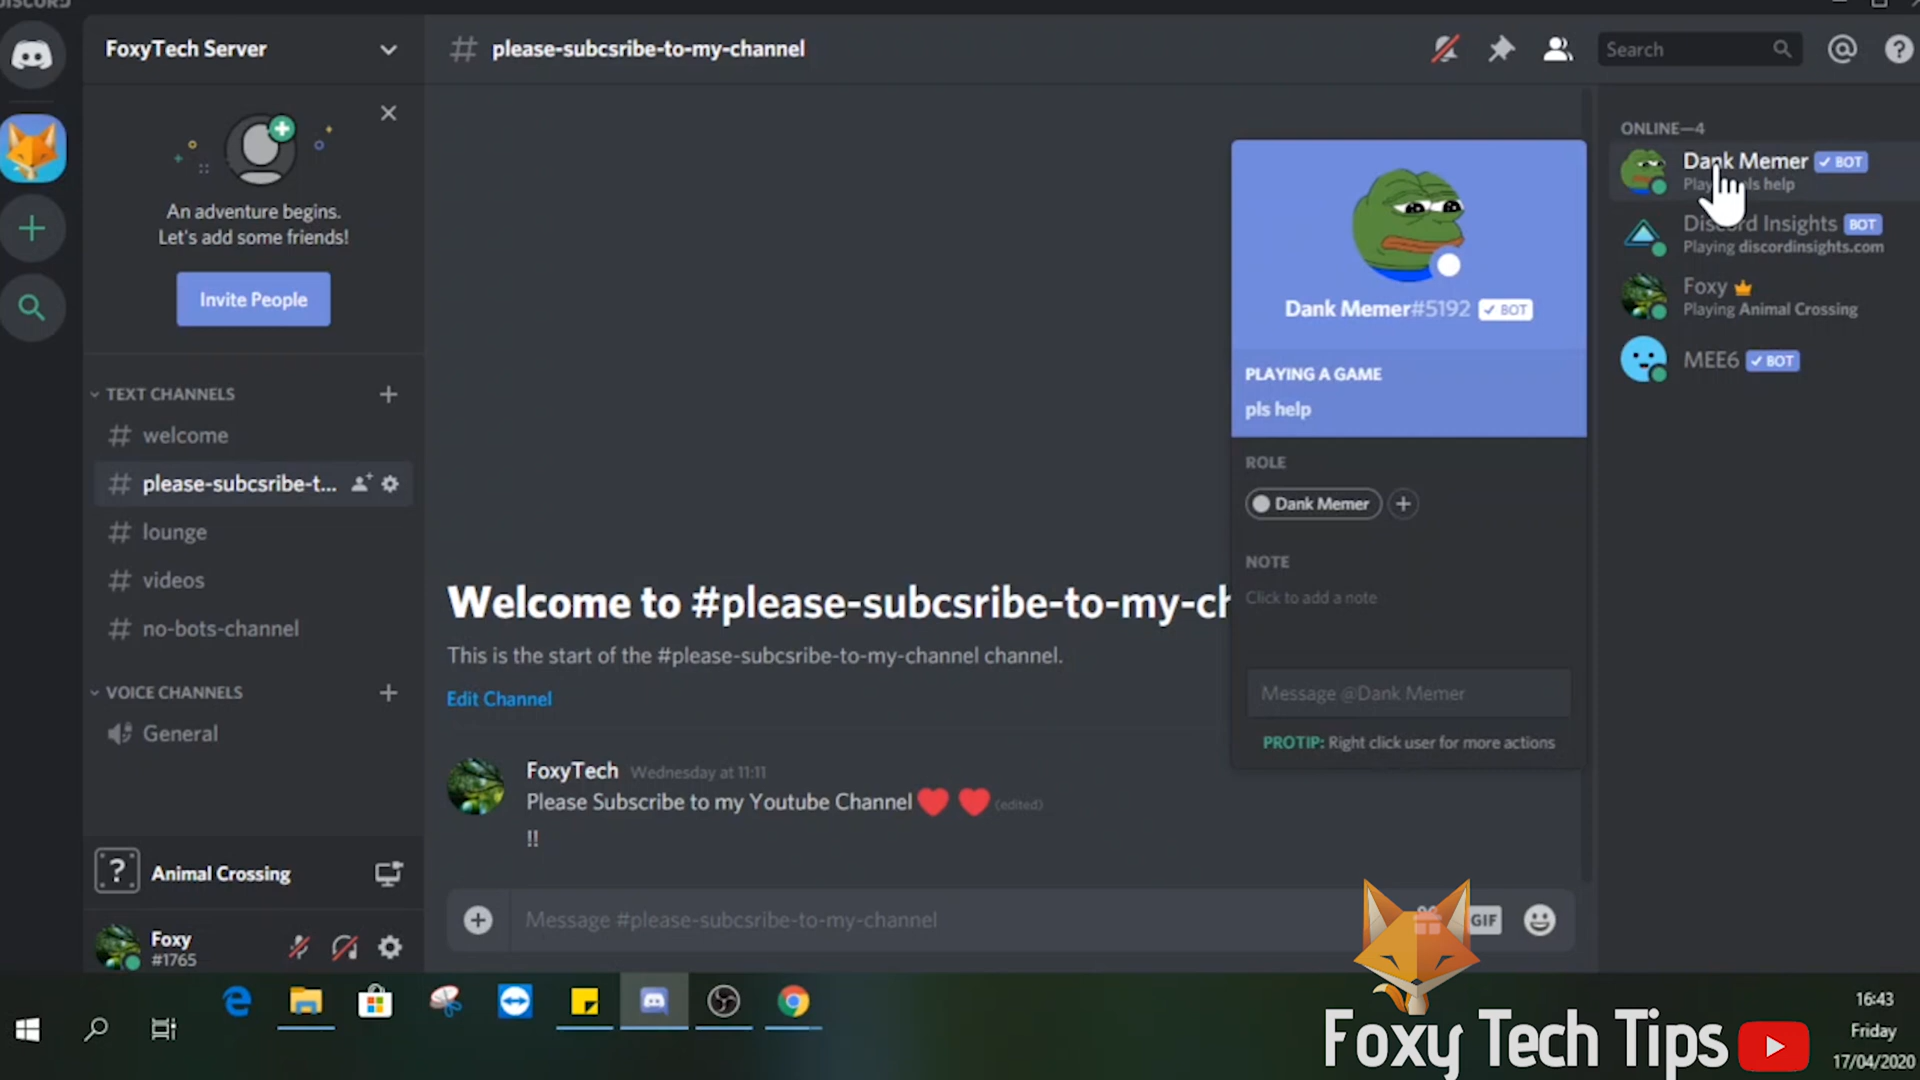 DISCORD
FoxyTech Server
please-subcsribe-to-my-channel
Search
An adventure begins.
Let's add some friends!
Invite People
TEXT CHANNELS
welcome
please-subcsribe-t...
lounge
videos
no-bots-channel
VOICE CHANNELS
General
? Animal Crossing
Foxy
#1765
Welcome to #please-subcsribe-to-my-ch
This is the start of the #please-subcsribe-to-my-channel channel.
Edit Channel
FoxyTech Wednesday at 11:11
Please Subscribe to my Youtube Channel (edited)
!!
Message #please-subcsribe-to-my-channel
GIF
Dank Memer#5192 BOT
PLAYING A GAME
pls help
ROLE
Dank Memer
NOTE
Click to add a note
Message @Dank Memer
PROTIP: Right click user for more actions
ONLINE—4
Dank Memer BOT
pls help
Discord Insights BOT
Playing discordinsights.com
Foxy
Playing Animal Crossing
MEE6 BOT
Foxy Tech Tips
16:43
Friday
17/04/2020